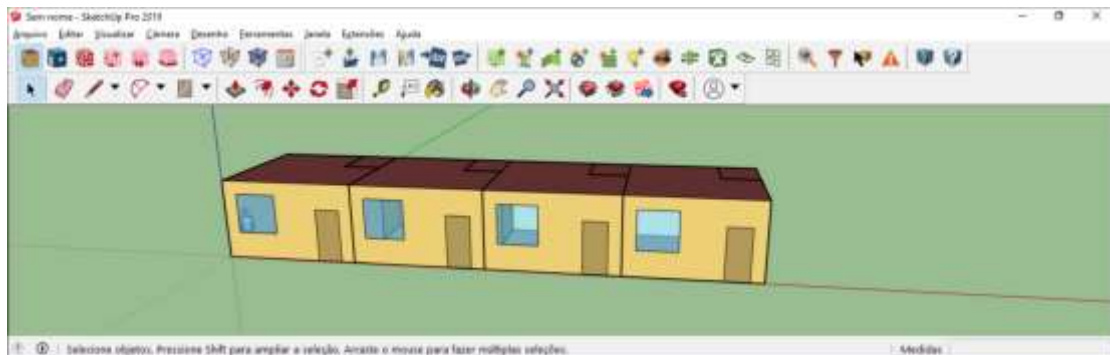 Sem nome - SketchUp Pro 2019
Arquivo Editar Visualizar Câmera Desenho Ferramentas Janela Extensões Ajuda
Selecione objetos. Pressione Shift para ampliar a seleção. Arraste o mouse para fazer múltiplas seleções.
Medidas